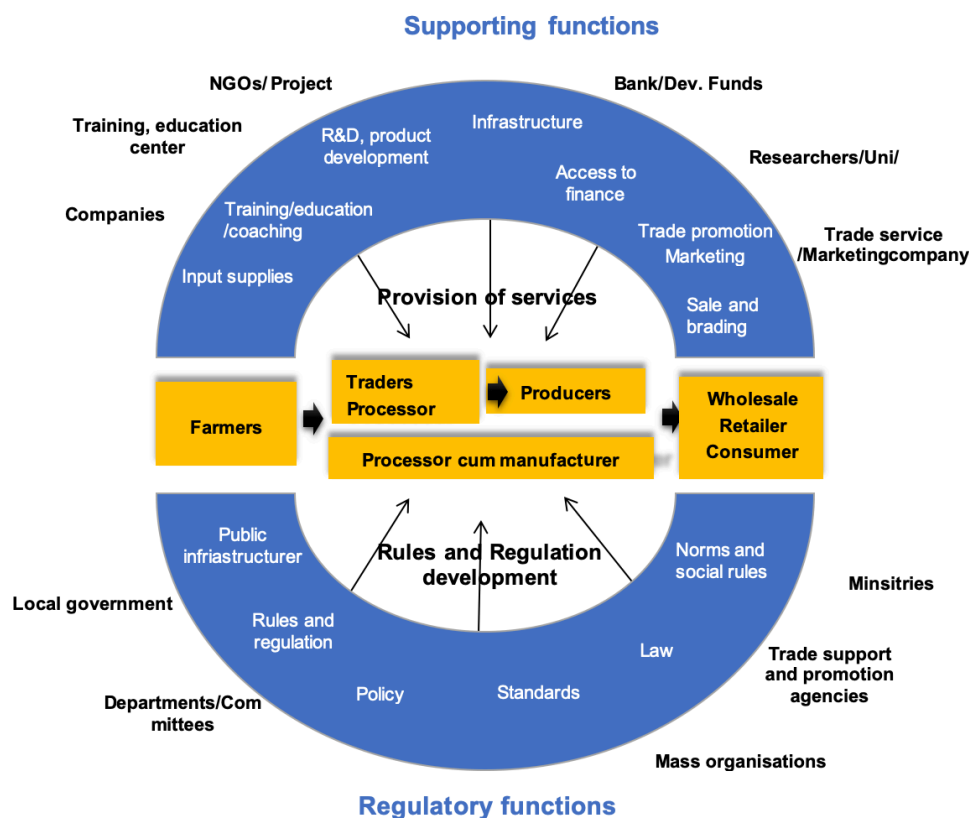 Supporting functions
NGOs/ Project
Bank/Dev. Funds
Training, education
center
R&D, product
development
Infrastructure
Researchers/Uni/
Access to
finance
Companies
Training/education
/coaching
Trade promotion
Marketing
Trade service
/Marketingcompany
Input supplies
Provision of services
Sale and
brading
Farmers
Traders
Processor
Producers
Wholesale
Retailer
Consumer
Processor cum manufacturer
er
Public
infriastructurer
Rules and Regulation
development
Norms and
social rules
Minsitries
Local government
Rules and
regulation
Law
Trade support
and promotion
agencies
Departments/Com
mittees
Policy
Standards
Mass organisations
Regulatory functions